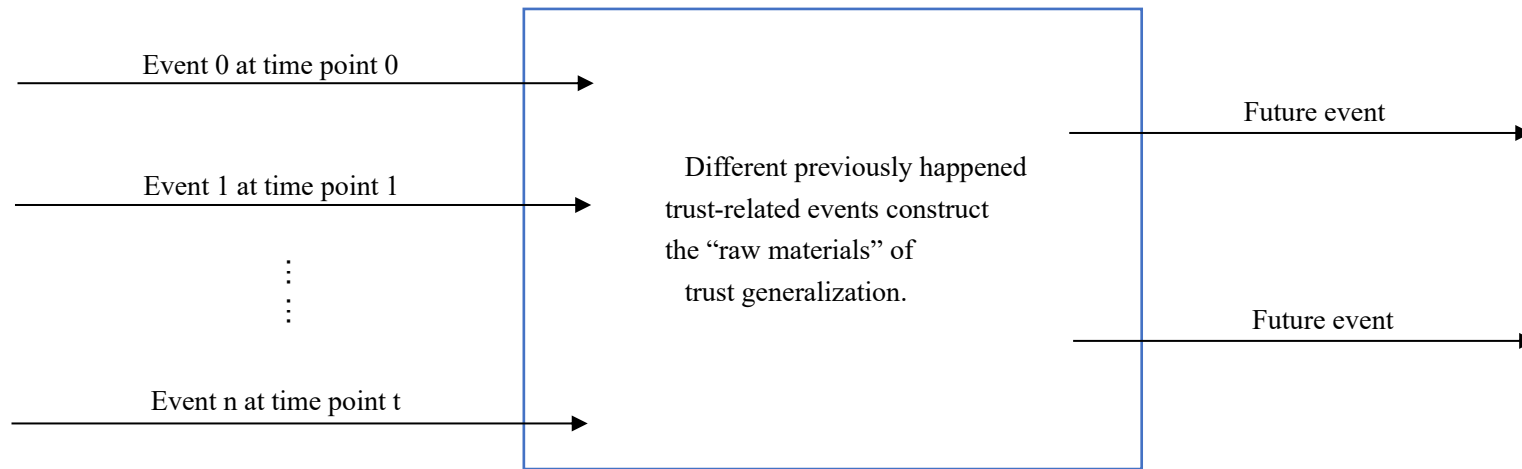 Event 0 at time point 0
Event 1 at time point 1
Event n at time point t
Different previously happened
trust-related events construct
the “raw materials” of
trust generalization.
Future event
Future event